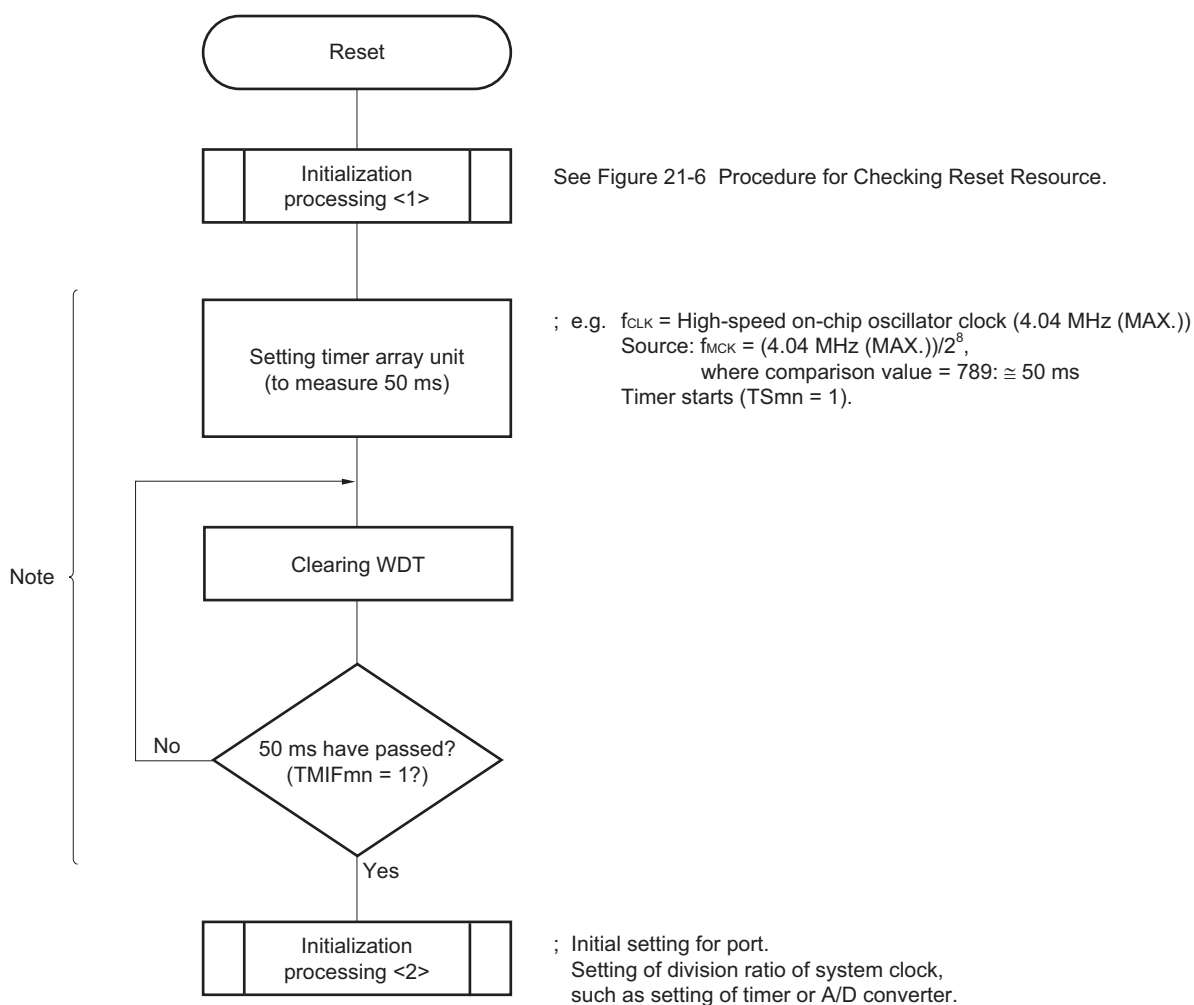 Reset
Initialization
processing <1>
See Figure 21-6 Procedure for Checking Reset Resource.
Setting timer array unit
(to measure 50 ms)
; e.g. fCLK = High-speed on-chip oscillator clock (4.04 MHz (MAX.))
Source: fMCK = (4.04 MHz (MAX.))/2⁸,
where comparison value = 789: ≅ 50 ms
Timer starts (TSmn = 1).
Note
Clearing WDT
No
50 ms have passed?
(TMIFmn = 1?)
Yes
Initialization
processing <2>
; Initial setting for port.
Setting of division ratio of system clock,
such as setting of timer or A/D converter.